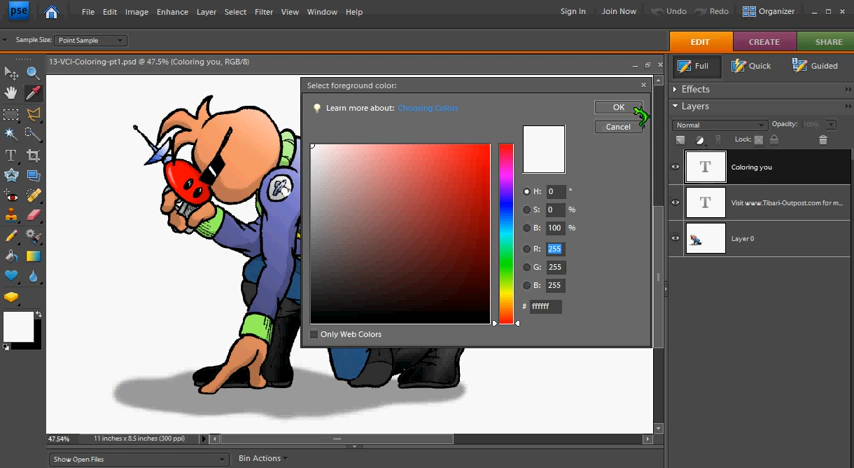 pse
File Edit Image Enhance Layer Select Filter View Window Help
Sign In Join Now Undo Redo Organizer
Sample Size: Point Sample
EDIT CREATE SHARE
13-VCI-Coloring-pt1.psd @ 47.5% (Coloring you, RGB/8)
Full Quick Guided
Effects
Layers
Normal Opacity: 100%
Lock:
Select foreground color:
Learn more about: Choosing Colors
OK
Cancel
H: 0 °
S: 0 %
B: 100 %
R: 255
G: 255
B: 255
# ffffff
Only Web Colors
T Coloring you
T Visit www.Tibari-Outpost.com for m...
Layer 0
47.54% 11 inches x 8.5 inches (300 ppi)
Show Open Files Bin Actions